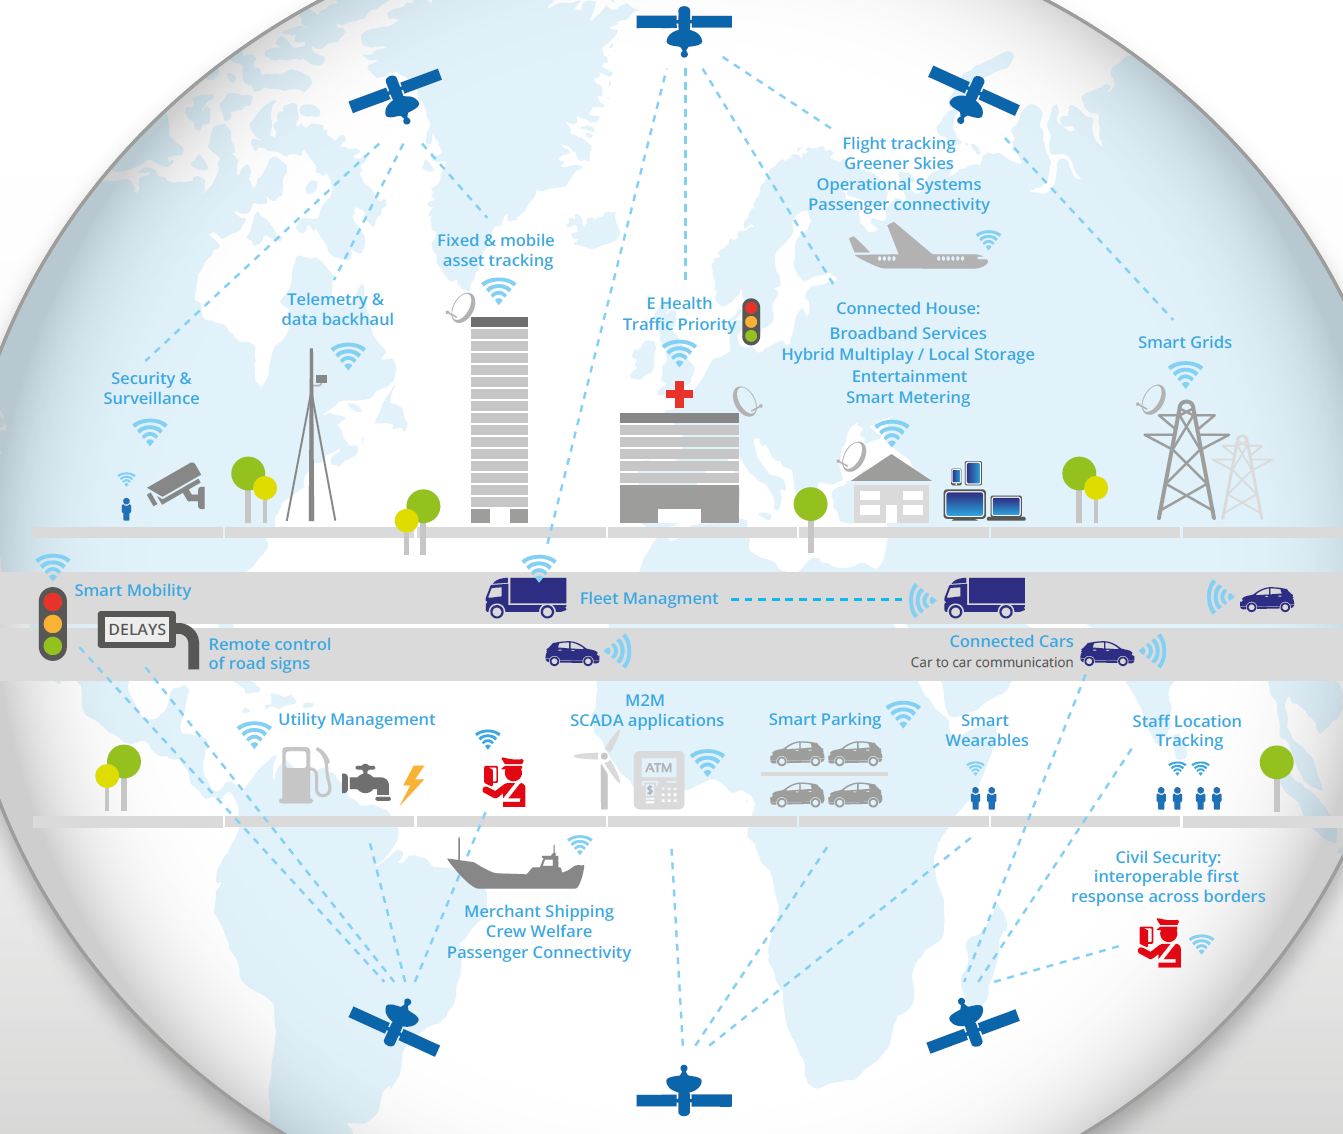 Flight tracking
Greener Skies
Operational Systems
Passenger connectivity
Fixed & mobile
asset tracking
Telemetry &
data backhaul
E Health
Traffic Priority
Connected House:
Broadband Services
Hybrid Multiplay / Local Storage
Entertainment
Smart Metering
Smart Grids
Security &
Surveillance
Smart Mobility
DELAYS
Remote control
of road signs
Fleet Managment
Connected Cars
Car to car communication
Utility Management
M2M
SCADA applications
ATM
$
Smart Parking
Smart
Wearables
Staff Location
Tracking
Merchant Shipping
Crew Welfare
Passenger Connectivity
Civil Security:
interoperable first
response across borders